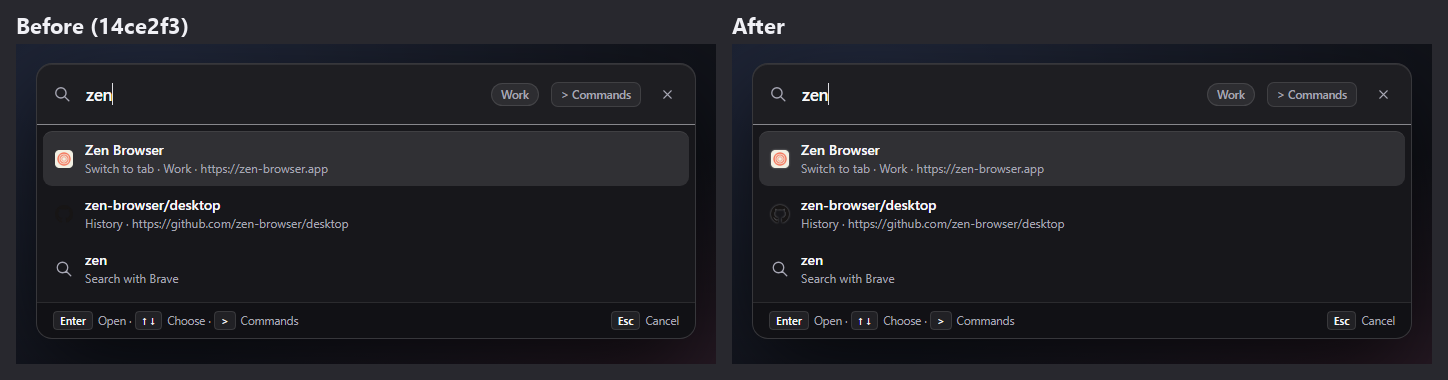 Before (14ce2f3)
zen
Work
> Commands
Zen Browser
Switch to tab · Work · https://zen-browser.app
zen-browser/desktop
History · https://github.com/zen-browser/desktop
zen
Search with Brave
Enter Open · ↑↓ Choose · > Commands
Esc Cancel
After
zen
Work
> Commands
Zen Browser
Switch to tab · Work · https://zen-browser.app
zen-browser/desktop
History · https://github.com/zen-browser/desktop
zen
Search with Brave
Enter Open · ↑↓ Choose · > Commands
Esc Cancel